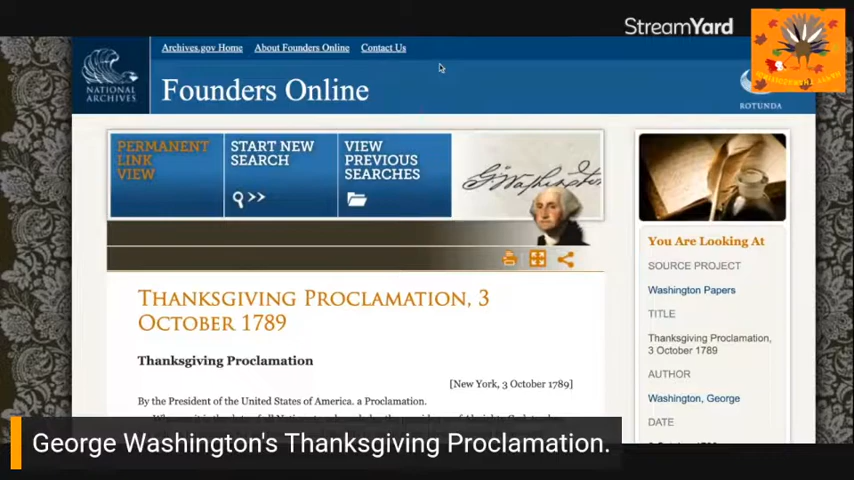 StreamYard
Archives.gov Home About Founders Online Contact Us
NATIONAL
ARCHIVES
Founders Online
ROTUNDA
PERMANENT
LINK
VIEW
START NEW
SEARCH
>>
VIEW
PREVIOUS
SEARCHES
GWashington
You Are Looking At
SOURCE PROJECT
Washington Papers
TITLE
Thanksgiving Proclamation,
3 October 1789
AUTHOR
Washington, George
DATE
THANKSGIVING PROCLAMATION, 3
OCTOBER 1789
Thanksgiving Proclamation
[New York, 3 October 1789]
By the President of the United States of America. a Proclamation.
George Washington's Thanksgiving Proclamation.